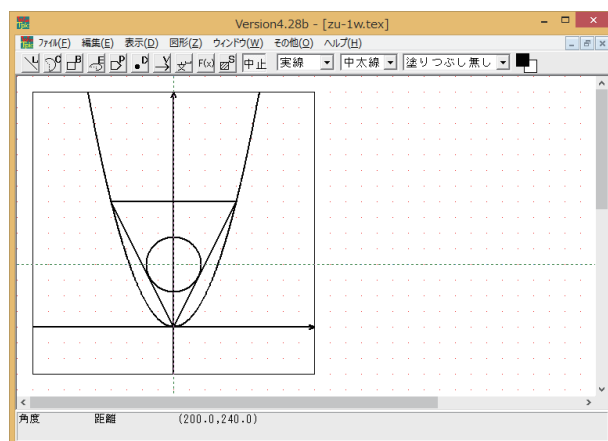 Version4.28b - [zu-1w.tex]
ファイル(F) 編集(E) 表示(D) 図形(Z) ウィンドウ(W) その他(O) ヘルプ(H)
L C B E P D V 文 F(x) S 中止 実線 中太線 塗りつぶし無し
角度 距離 (200.0,240.0)